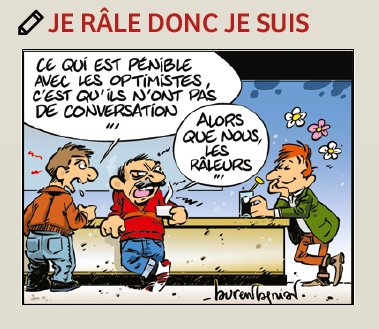 JE RÂLE DONC JE SUIS
CE QUI EST PÉNIBLE
AVEC LES OPTIMISTES,
C'EST QU'ILS N'ONT PAS
DE CONVERSATION
...
ALORS
QUE NOUS,
LES
RÂLEURS
...